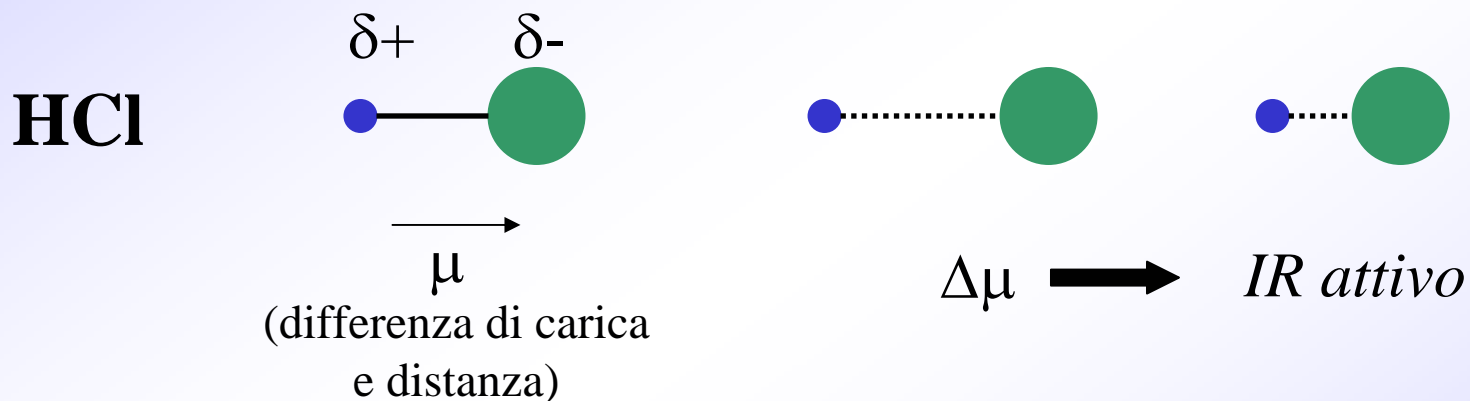 δ+ δ-
HCl
μ
(differenza di carica
e distanza)
Δμ IR attivo